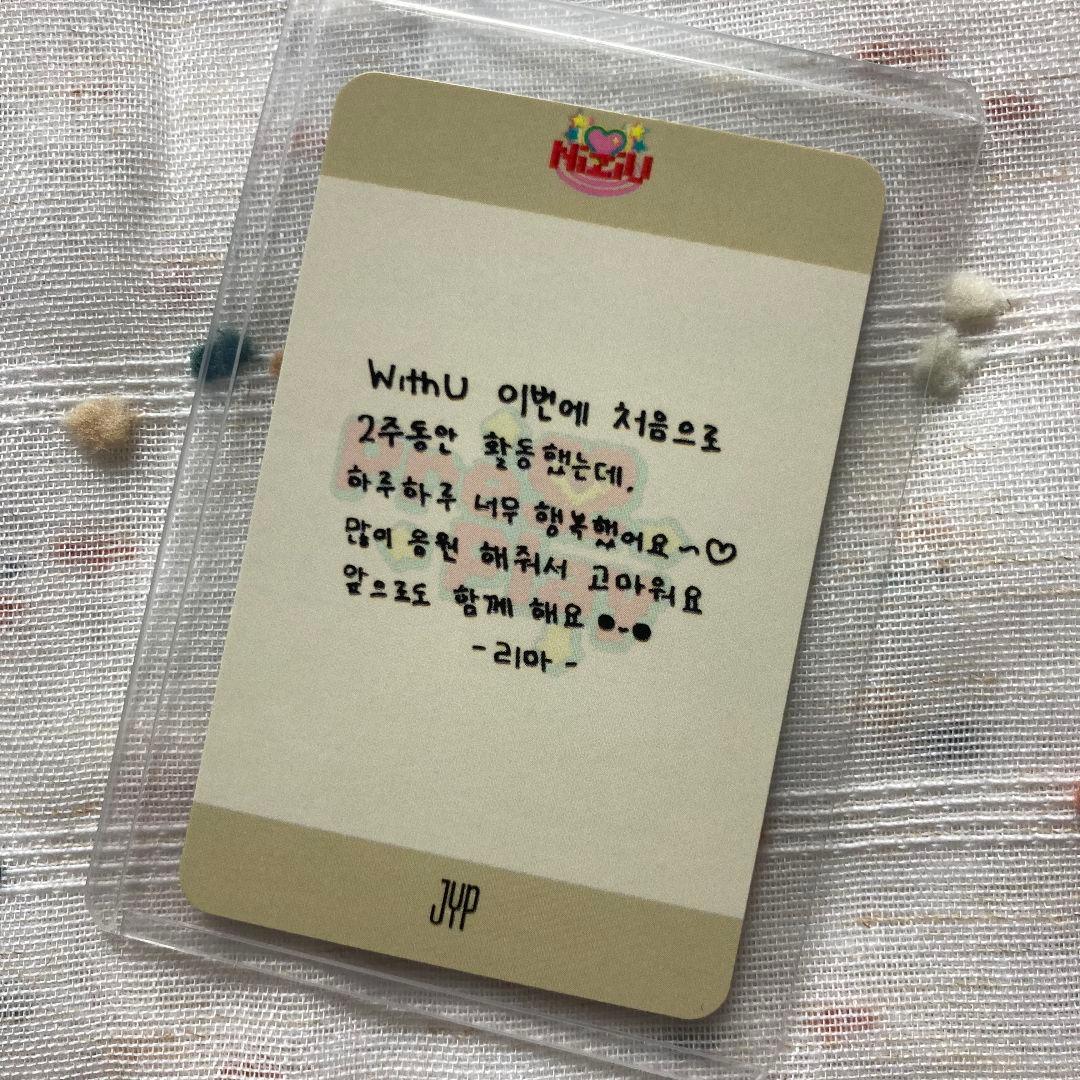 NiziU
WithU 이번에 처음으로
2주동안 활동했는데.
하루하루 너무 행복했어요~♡
많이 응원 해줘서 고마워요
앞으로도 함께 해요 •-•
- 리마 -
PRESS PLAY
JYP